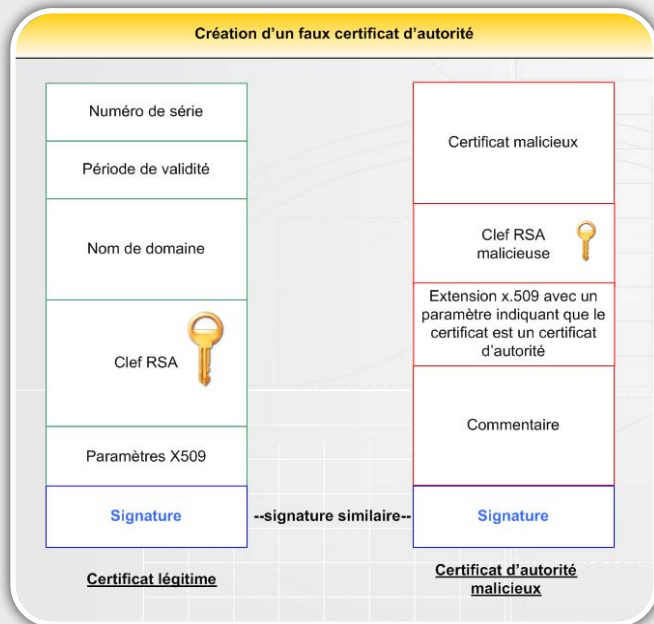 Création d'un faux certificat d'autorité
Numéro de série
Période de validité
Nom de domaine
Clef RSA
Paramètres X509
Signature
Certificat légitime
--signature similaire--
Certificat malicieux
Clef RSA
malicieuse
Extension x.509 avec un
paramètre indiquant que le
certificat est un certificat
d'autorité
Commentaire
Signature
Certificat d'autorité
malicieux